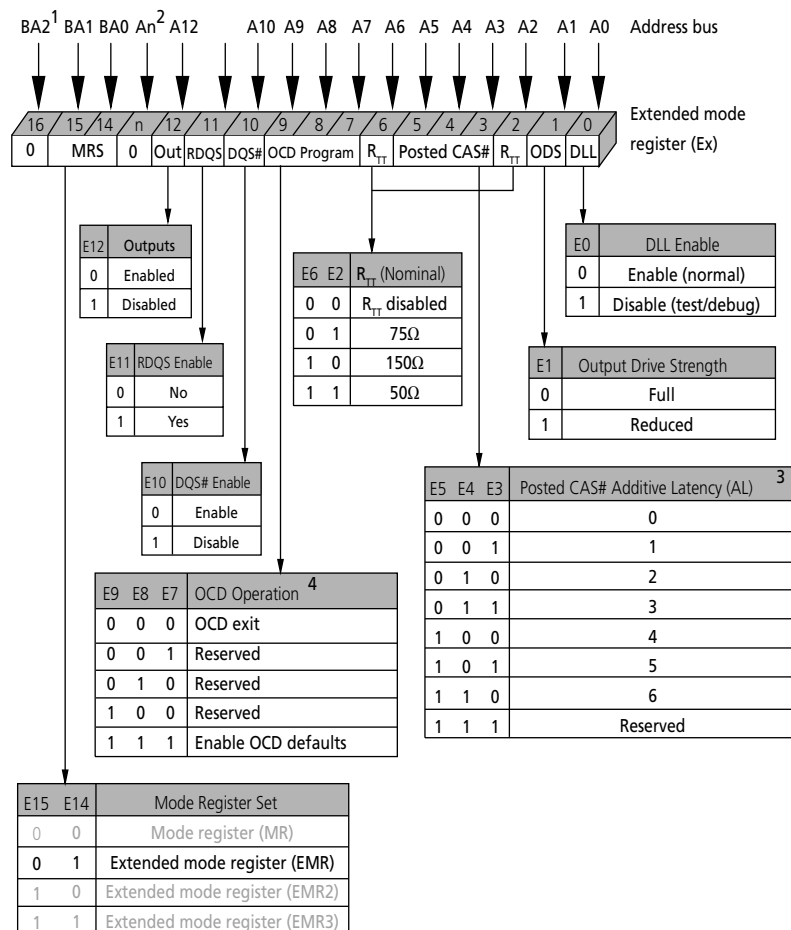 BA2¹ BA1 BA0 An² A12 A10 A9 A8 A7 A6 A5 A4 A3 A2 A1 A0 Address bus
16 15 14 n 12 11 10 9 8 7 6 5 4 3 2 1 0 Extended mode
register (Ex)
0 MRS 0 Out RDQS DQS# OCD Program RTT Posted CAS# RTT ODS DLL
E12 Outputs
0 Enabled
1 Disabled
E0 DLL Enable
0 Enable (normal)
1 Disable (test/debug)
E6 E2 RTT (Nominal)
0 0 RTT disabled
0 1 75Ω
1 0 150Ω
1 1 50Ω
E11 RDQS Enable
0 No
1 Yes
E1 Output Drive Strength
0 Full
1 Reduced
E10 DQS# Enable
0 Enable
1 Disable
E5 E4 E3 Posted CAS# Additive Latency (AL) 3
0 0 0 0
0 0 1 1
0 1 0 2
0 1 1 3
1 0 0 4
1 0 1 5
1 1 0 6
1 1 1 Reserved
E9 E8 E7 OCD Operation 4
0 0 0 OCD exit
0 0 1 Reserved
0 1 0 Reserved
1 0 0 Reserved
1 1 1 Enable OCD defaults
E15 E14 Mode Register Set
0 0 Mode register (MR)
0 1 Extended mode register (EMR)
1 0 Extended mode register (EMR2)
1 1 Extended mode register (EMR3)